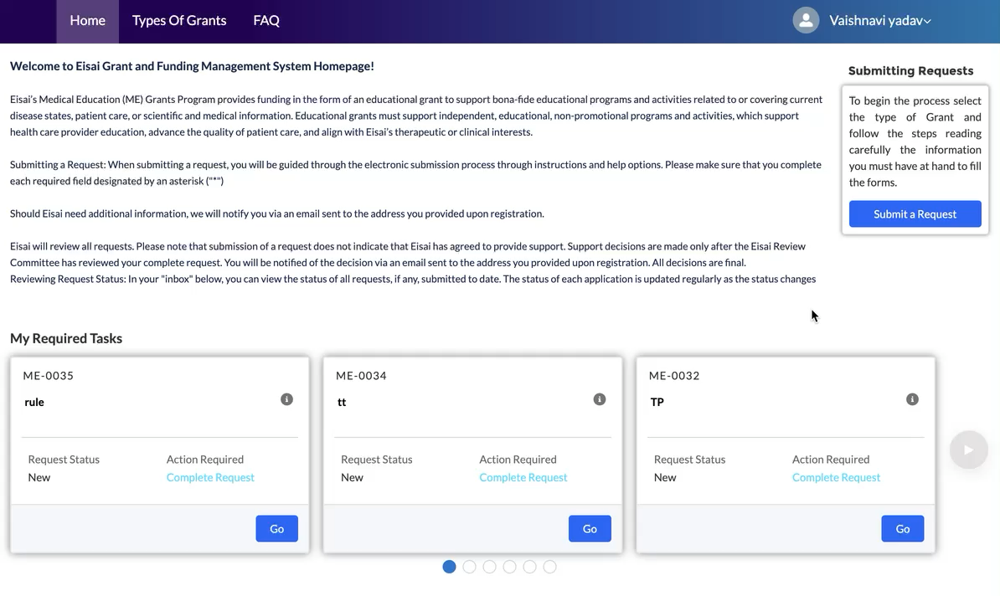 Home Types Of Grants FAQ Vaishnavi yadav
Welcome to Eisai Grant and Funding Management System Homepage!
Eisai's Medical Education (ME) Grants Program provides funding in the form of an educational grant to support bona-fide educational programs and activities related to or covering current
disease states, patient care, or scientific and medical information. Educational grants must support independent, educational, non-promotional programs and activities, which support
health care provider education, advance the quality of patient care, and align with Eisai's therapeutic or clinical interests.
Submitting a Request: When submitting a request, you will be guided through the electronic submission process through instructions and help options. Please make sure that you complete
each required field designated by an asterisk ("*")
Should Eisai need additional information, we will notify you via an email sent to the address you provided upon registration.
Eisai will review all requests. Please note that submission of a request does not indicate that Eisai has agreed to provide support. Support decisions are made only after the Eisai Review
Committee has reviewed your complete request. You will be notified of the decision via an email sent to the address you provided upon registration. All decisions are final.
Reviewing Request Status: In your "inbox" below, you can view the status of all requests, if any, submitted to date. The status of each application is updated regularly as the status changes
Submitting Requests
To begin the process select
the type of Grant and
follow the steps reading
carefully the information
you must have at hand to fill
the forms.
Submit a Request
My Required Tasks
ME-0035
rule
Request Status Action Required
New Complete Request
Go
ME-0034
tt
Request Status Action Required
New Complete Request
Go
ME-0032
TP
Request Status Action Required
New Complete Request
Go